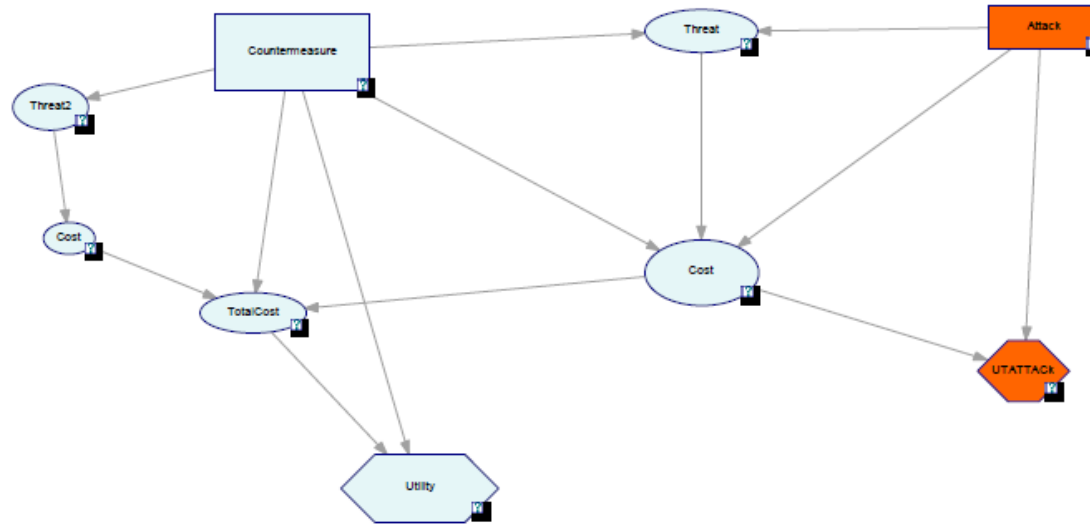 Threat
Attack
Countermeasure
Threat2
Cost
Cost
TotalCost
UTATTACk
Utility